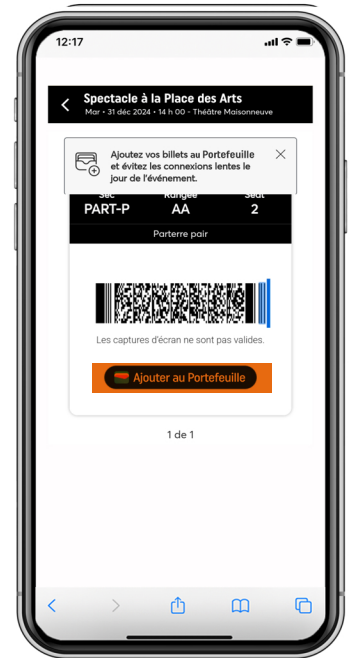 12:17
Spectacle à la Place des Arts
Mar • 31 déc 2024 • 14 h 00 - Théâtre Maisonneuve
Ajoutez vos billets au Portefeuille
et évitez les connexions lentes le
jour de l'événement.
Sec Rangée Seat
PART-P AA 2
Parterre pair
Les captures d'écran ne sont pas valides.
Ajouter au Portefeuille
1 de 1